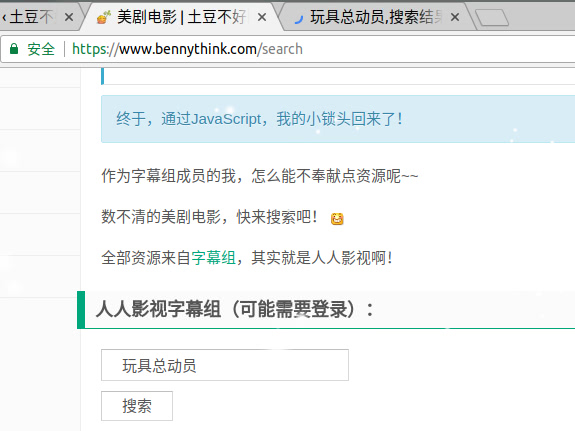 ‹ 土豆不
美剧电影 | 土豆不好
玩具总动员,搜索结果
安全 https://www.bennythink.com/search
终于，通过JavaScript，我的小锁头回来了！
作为字幕组成员的我，怎么能不奉献点资源呢~~
数不清的美剧电影，快来搜索吧！
全部资源来自字幕组，其实就是人人影视啊！
人人影视字幕组（可能需要登录）：
玩具总动员
搜索